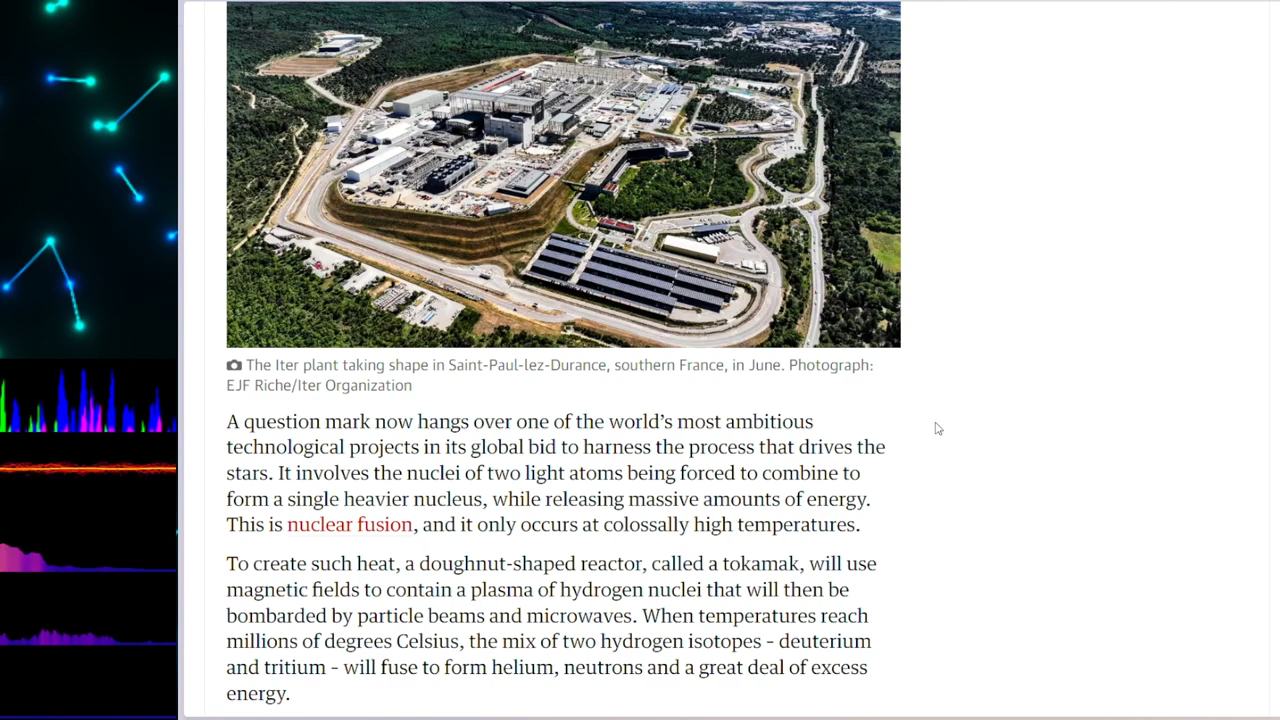 The Iter plant taking shape in Saint-Paul-lez-Durance, southern France, in June. Photograph:
EJF Riche/Iter Organization
A question mark now hangs over one of the world’s most ambitious
technological projects in its global bid to harness the process that drives the
stars. It involves the nuclei of two light atoms being forced to combine to
form a single heavier nucleus, while releasing massive amounts of energy.
This is nuclear fusion, and it only occurs at colossally high temperatures.
To create such heat, a doughnut-shaped reactor, called a tokamak, will use
magnetic fields to contain a plasma of hydrogen nuclei that will then be
bombarded by particle beams and microwaves. When temperatures reach
millions of degrees Celsius, the mix of two hydrogen isotopes – deuterium
and tritium – will fuse to form helium, neutrons and a great deal of excess
energy.